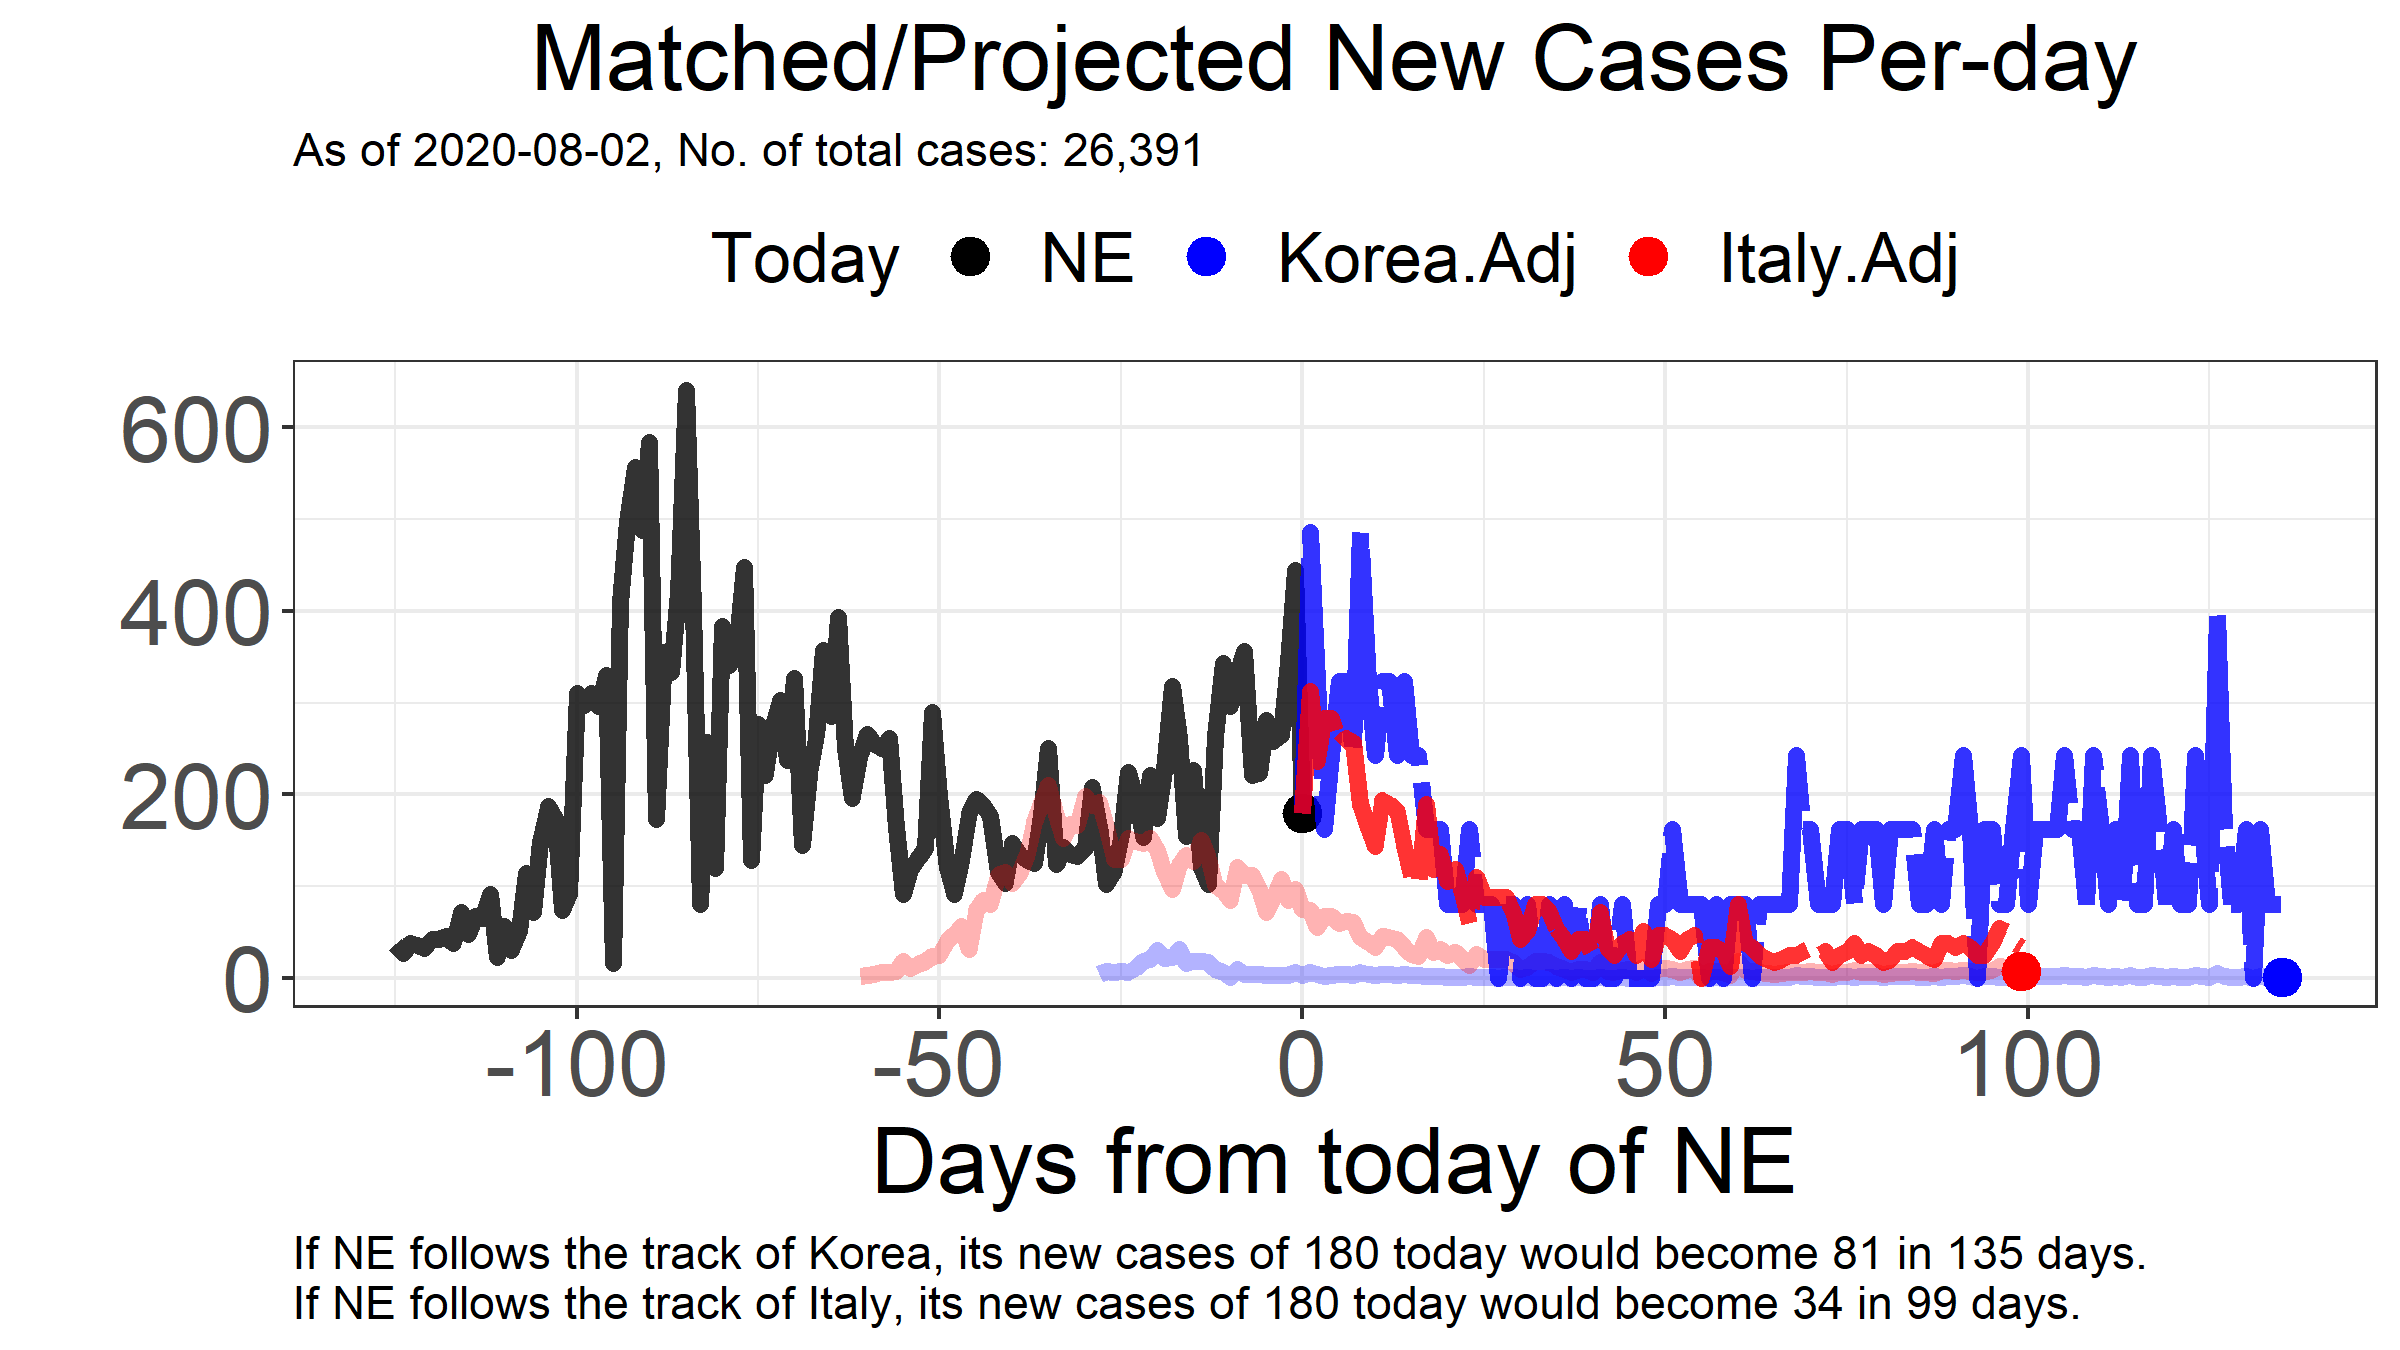 Matched/Projected New Cases Per-day
As of 2020-08-02, No. of total cases: 26,391
Today NE Korea.Adj Italy.Adj
600
400
200
0
-100 -50 0 50 100
Days from today of NE
If NE follows the track of Korea, its new cases of 180 today would become 81 in 135 days.
If NE follows the track of Italy, its new cases of 180 today would become 34 in 99 days.